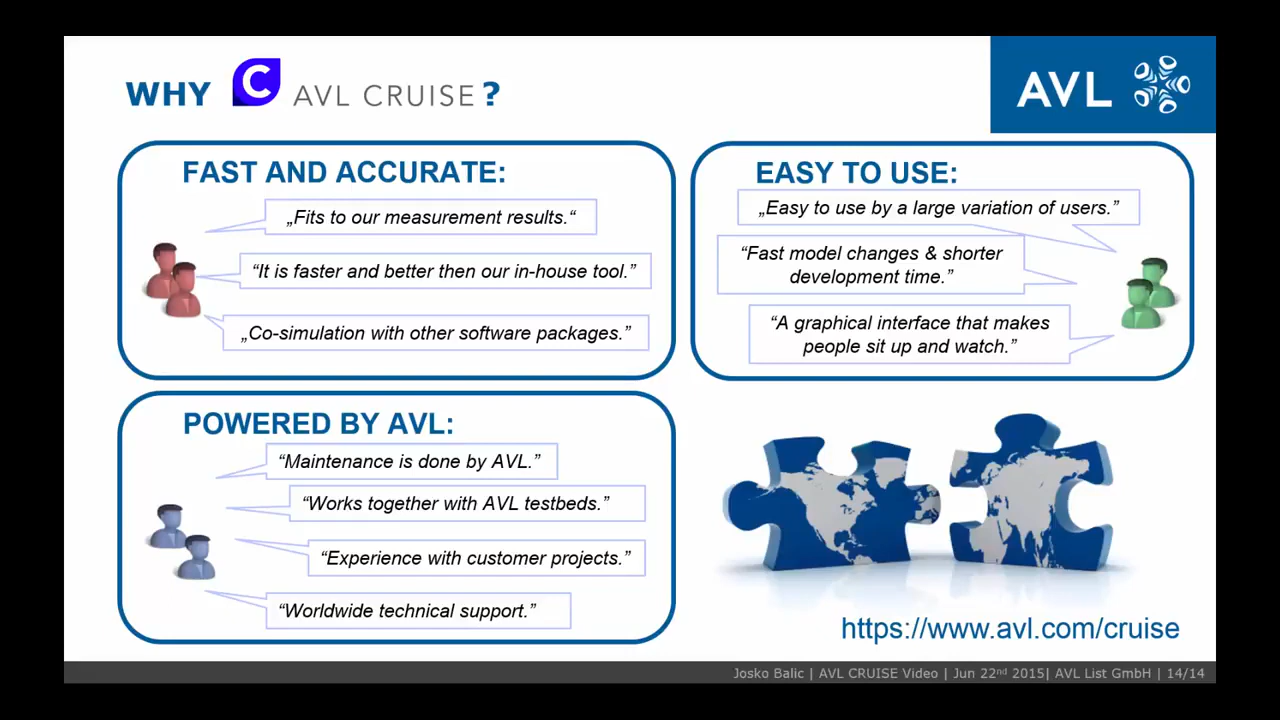 WHY C AVL CRUISE ?
AVL
FAST AND ACCURATE:
„Fits to our measurement results.“
“It is faster and better then our in-house tool.”
„Co-simulation with other software packages.”
EASY TO USE:
„Easy to use by a large variation of users.”
“Fast model changes & shorter
development time.”
“A graphical interface that makes
people sit up and watch.”
POWERED BY AVL:
“Maintenance is done by AVL.”
“Works together with AVL testbeds.”
“Experience with customer projects.”
“Worldwide technical support.”
https://www.avl.com/cruise
Josko Balic | AVL CRUISE Video | Jun 22nd 2015| AVL List GmbH | 14/14